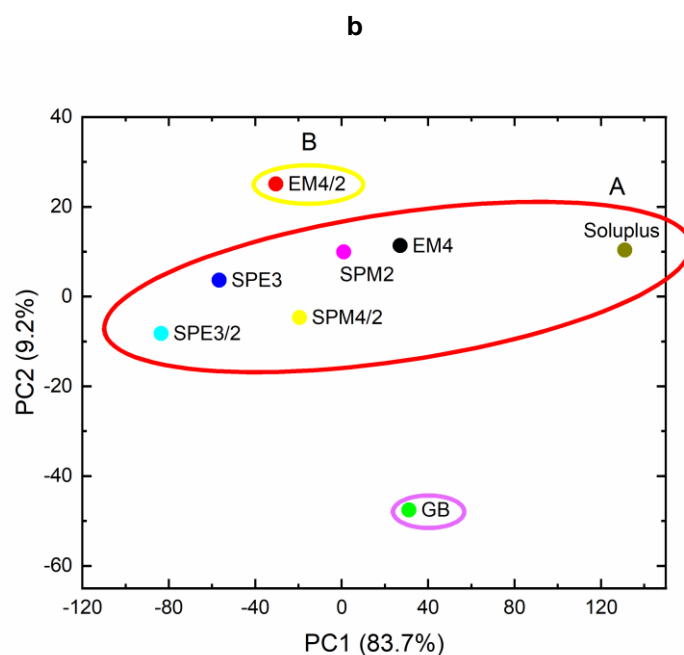 b
40
20
0
-20
-40
-60
-120
-80
-40
0
40
80
120
PC2 (9.2%)
PC1 (83.7%)
B
EM4/2
A
Soluplus
EM4
SPM2
SPE3
SPM4/2
SPE3/2
GB